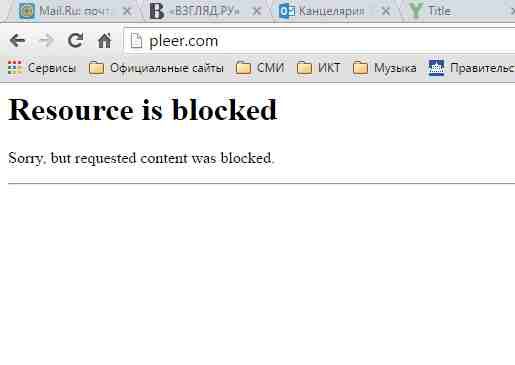 Mail.Ru: почт
«ВЗГЛЯД.РУ»
Канцелярия
Title
pleer.com
Сервисы Официальные сайты СМИ ИКТ Музыка Правительс
Resource is blocked
Sorry, but requested content was blocked.